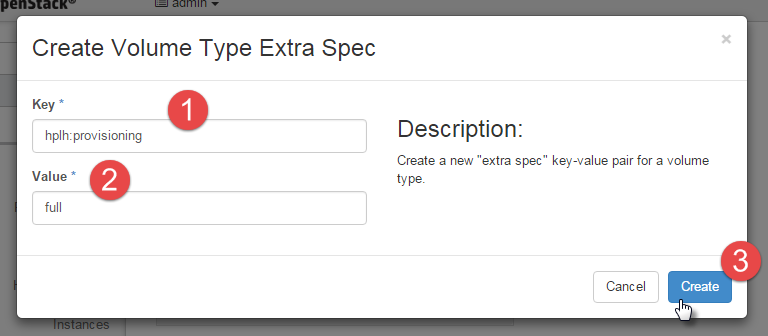 penStack®
admin
Create Volume Type Extra Spec
×
Key *
1
hplh:provisioning
Value *
2
full
Description:
Create a new "extra spec" key-value pair for a volume
type.
3
Cancel
Create
Instances